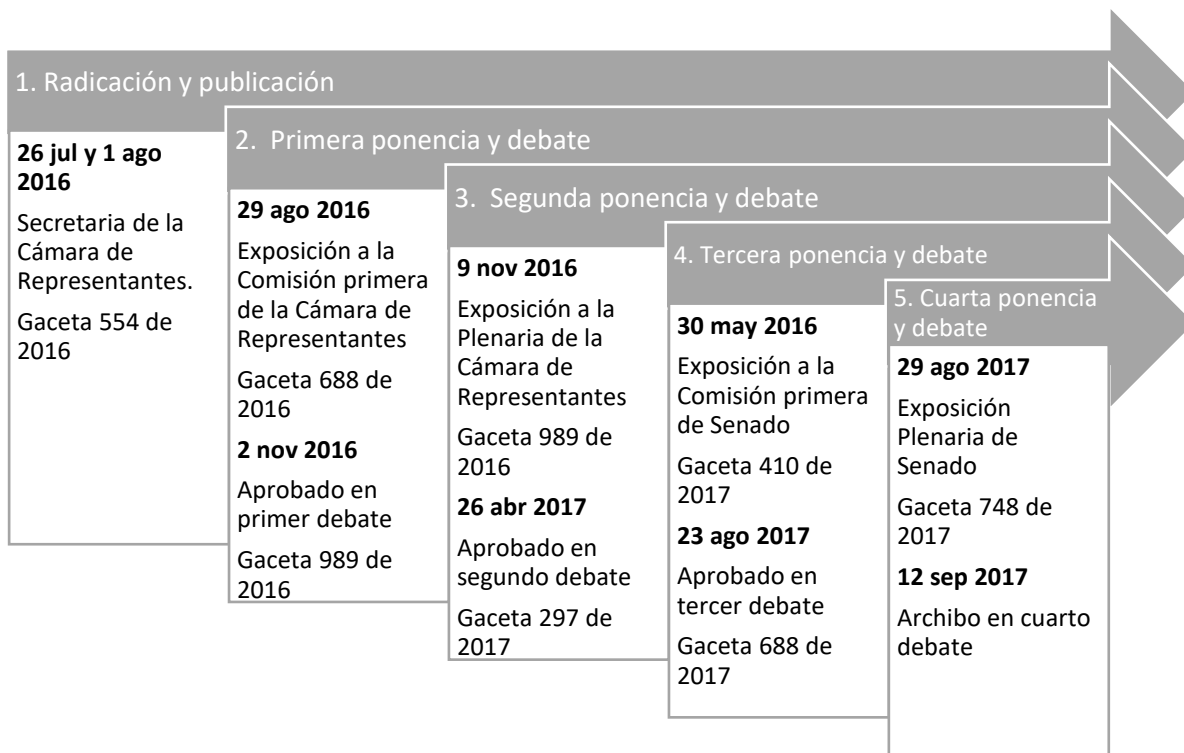 1. Radicación y publicación
26 jul y 1 ago
2016
Secretaria de la
Cámara de
Representantes.
Gaceta 554 de
2016
2. Primera ponencia y debate
29 ago 2016
Exposición a la
Comisión primera
de la Cámara de
Representantes
Gaceta 688 de
2016
2 nov 2016
Aprobado en
primer debate
Gaceta 989 de
2016
3. Segunda ponencia y debate
9 nov 2016
Exposición a la
Plenaria de la
Cámara de
Representantes
Gaceta 989 de
2016
26 abr 2017
Aprobado en
segundo debate
Gaceta 297 de
2017
4. Tercera ponencia y debate
30 may 2016
Exposición a la
Comisión primera
de Senado
Gaceta 410 de
2017
23 ago 2017
Aprobado en
tercer debate
Gaceta 688 de
2017
5. Cuarta ponencia
y debate
29 ago 2017
Exposición
Plenaria de
Senado
Gaceta 748 de
2017
12 sep 2017
Archibo en cuarto
debate